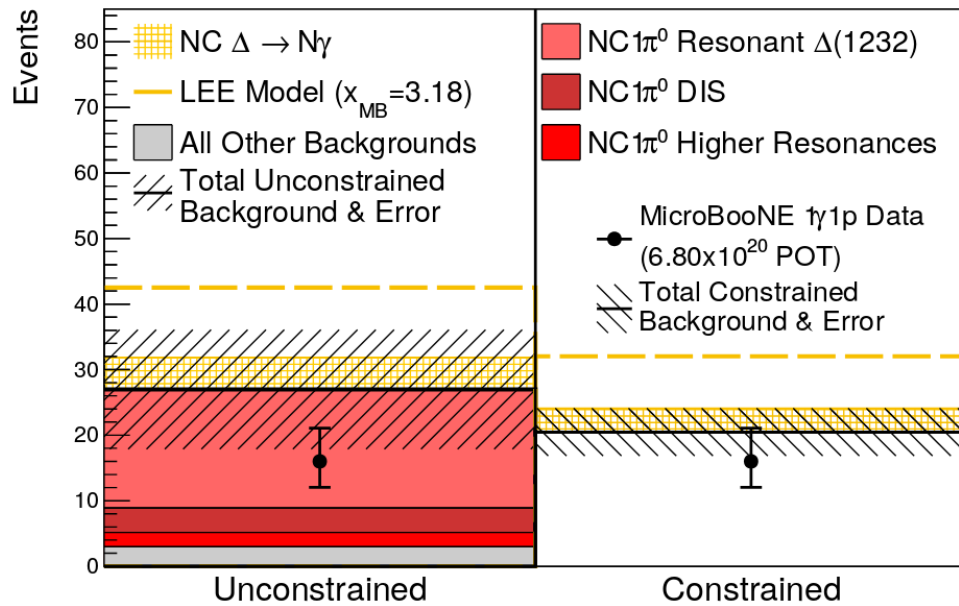 Events
80
70
60
50
40
30
20
10
0
NC Δ → Nγ
LEE Model (x_MB=3.18)
All Other Backgrounds
Total Unconstrained
Background & Error
NC1π⁰ Resonant Δ(1232)
NC1π⁰ DIS
NC1π⁰ Higher Resonances
MicroBooNE 1γ1p Data
(6.80x10²⁰ POT)
Total Constrained
Background & Error
Unconstrained
Constrained